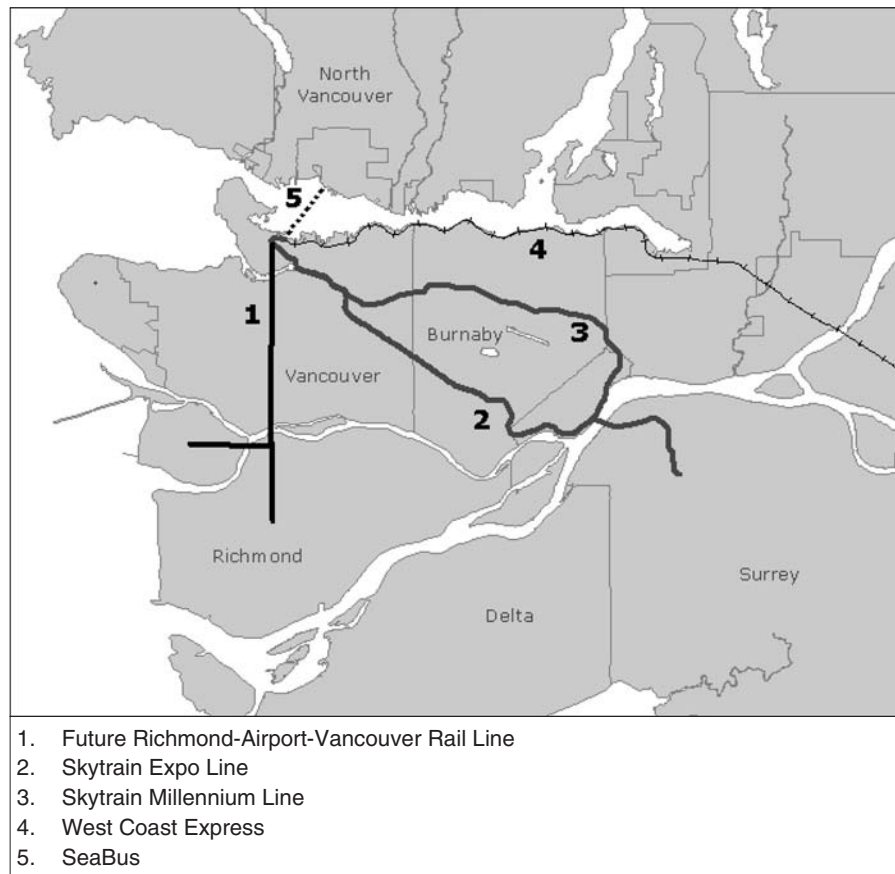 North
Vancouver
5
4
1
3
Burnaby
Vancouver
2
Richmond
Surrey
Delta
1. Future Richmond-Airport-Vancouver Rail Line
2. Skytrain Expo Line
3. Skytrain Millennium Line
4. West Coast Express
5. SeaBus